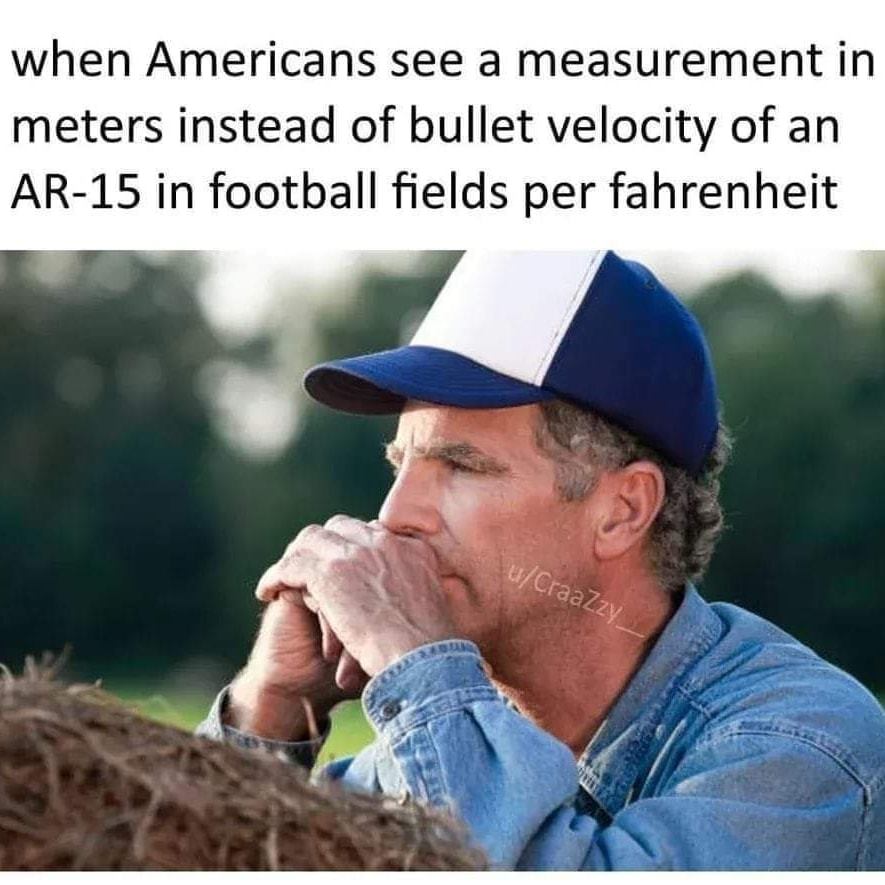 when Americans see a measurement in
meters instead of bullet velocity of an
AR-15 in football fields per fahrenheit
u/CraaZzy__